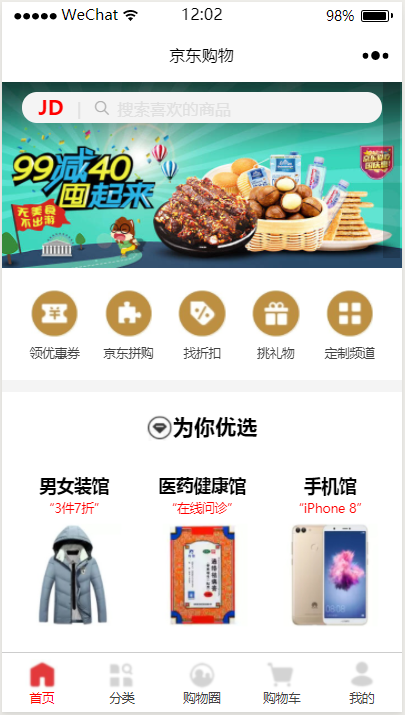 WeChat 12:02 98%
京东购物
JD | 搜索喜欢的商品
99减40
囤起来
无美食
不出游
领优惠券 京东拼购 找折扣 挑礼物 定制频道
为你优选
男女装馆 医药健康馆 手机馆
“3件7折” “在线问诊” “iPhone 8”
首页 分类 购物圈 购物车 我的